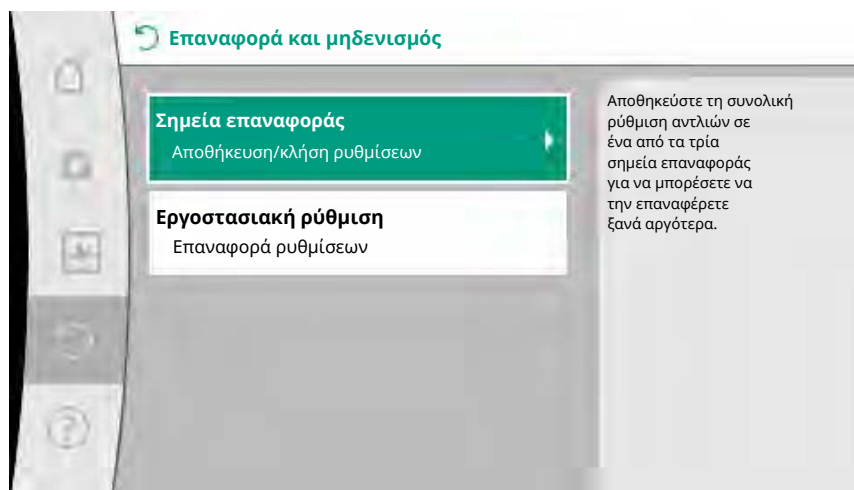 Επαναφορά και μηδενισμός
Σημεία επαναφοράς
Αποθήκευση/κλήση ρυθμίσεων
Εργοστασιακή ρύθμιση
Επαναφορά ρυθμίσεων
Αποθηκεύστε τη συνολική
ρύθμιση αντλιών σε
ένα από τα τρία
σημεία επαναφοράς
για να μπορέσετε να
την επαναφέρετε
ξανά αργότερα.